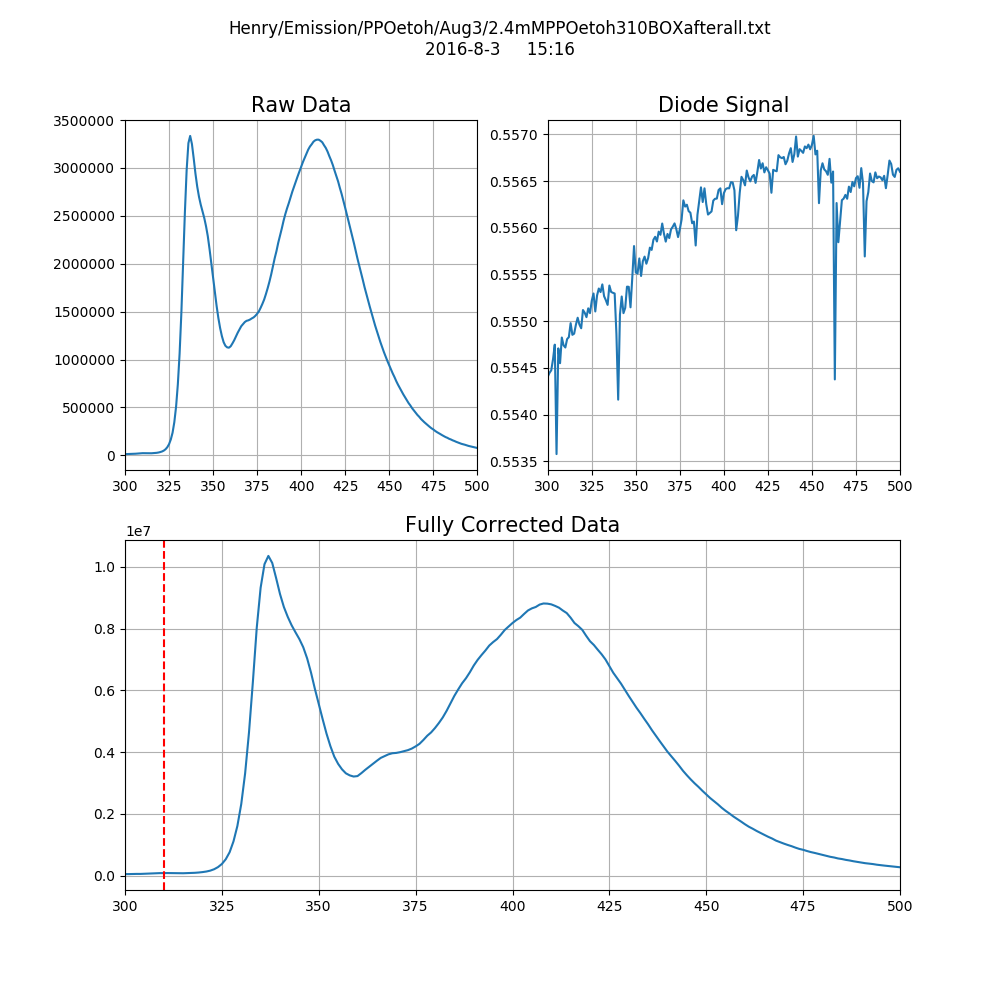 Henry/Emission/PPOetoh/Aug3/2.4mMPPOetoh310BOXafterall.txt
2016-8-3 15:16
Raw Data
3500000
3000000
2500000
2000000
1500000
1000000
500000
0
300 325 350 375 400 425 450 475 500
Diode Signal
0.5570
0.5565
0.5560
0.5555
0.5550
0.5545
0.5540
0.5535
300 325 350 375 400 425 450 475 500
Fully Corrected Data
1e7
1.0
0.8
0.6
0.4
0.2
0.0
300 325 350 375 400 425 450 475 500